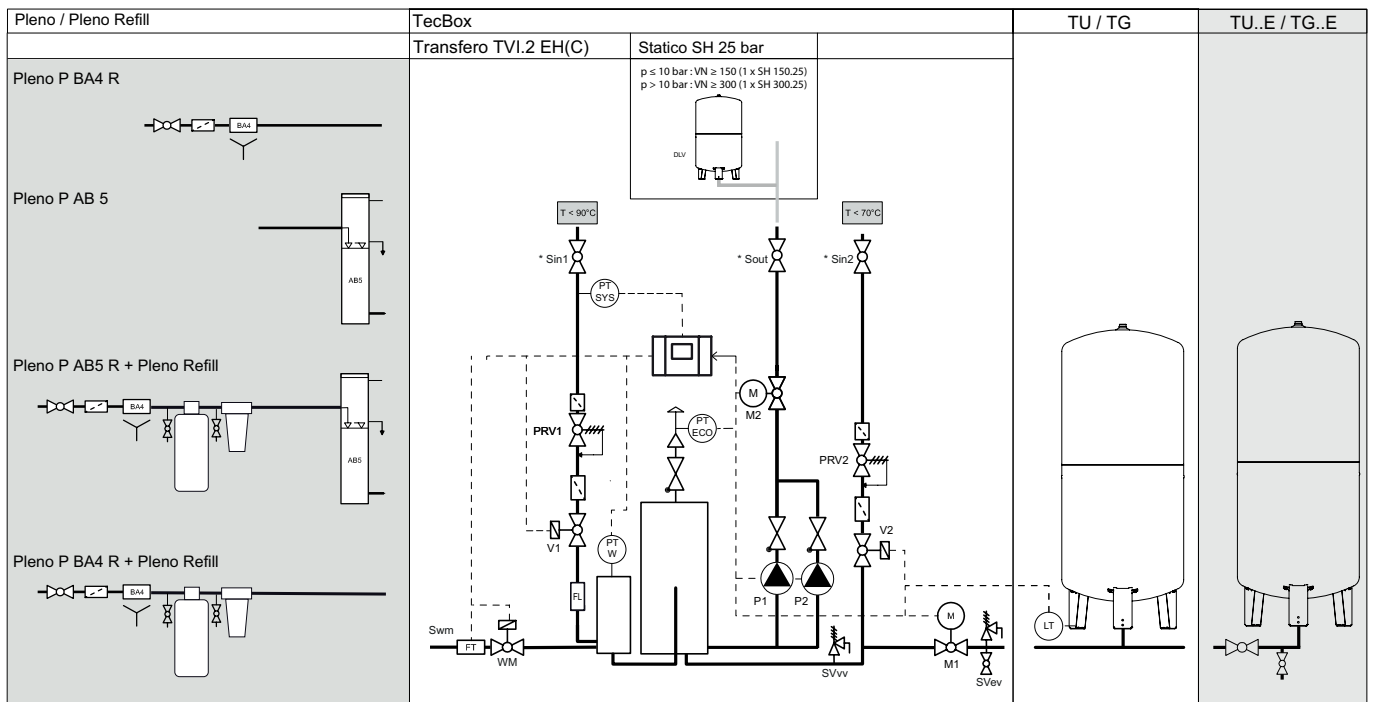 Pleno / Pleno Refill
TecBox
TU / TG
TU..E / TG..E
Transfero TVI.2 EH(C)
Statico SH 25 bar
Pleno P BA4 R
BA4
p ≤ 10 bar : VN ≥ 150 (1 x SH 150.25)
p > 10 bar : VN ≥ 300 (1 x SH 300.25)
DLV
Pleno P AB 5
AB5
T < 90°C
T < 70°C
* Sin1
* Sout
* Sin2
PT
SYS
Pleno P AB5 R + Pleno Refill
BA4
AB5
M
M2
PRV1
PT
ECO
PRV2
V1
PT
W
V2
Pleno P BA4 R + Pleno Refill
BA4
FL
P1
P2
M
LT
Swm
FT
WM
SVvv
M1
SVev